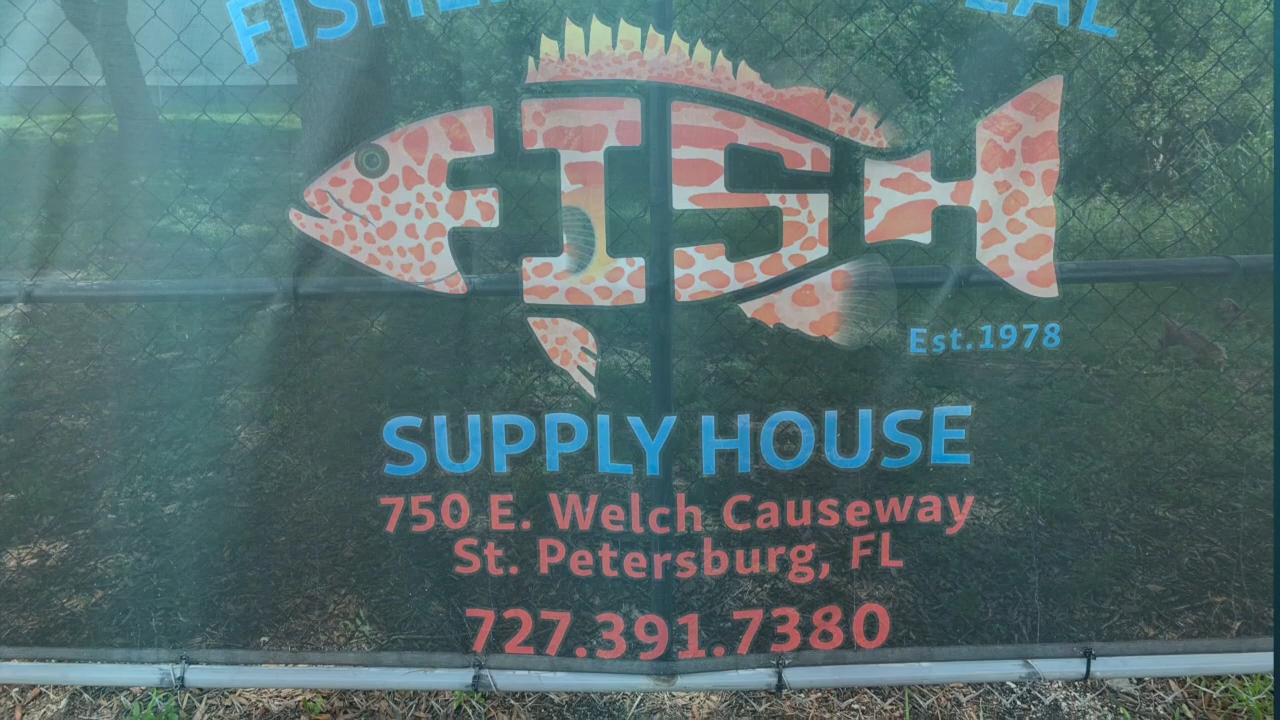 FISH
Est.1978
SUPPLY HOUSE
750 E. Welch Causeway
St. Petersburg, FL
727.391.7380